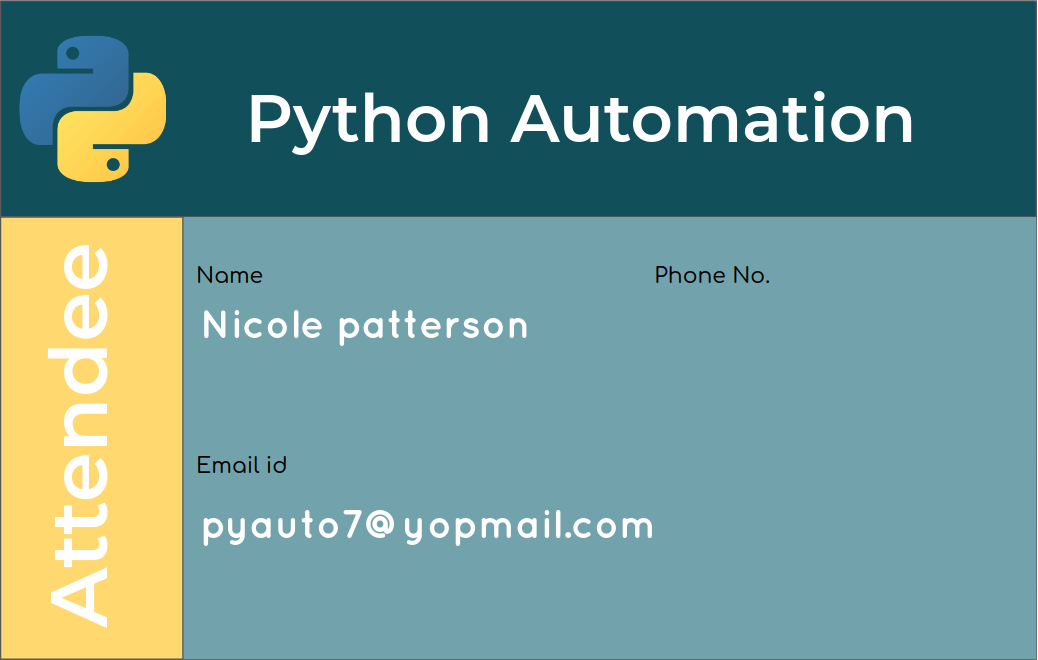 Python Automation
Attendee
Name
Phone No.
Nicole patterson
Email id
pyauto7@yopmail.com